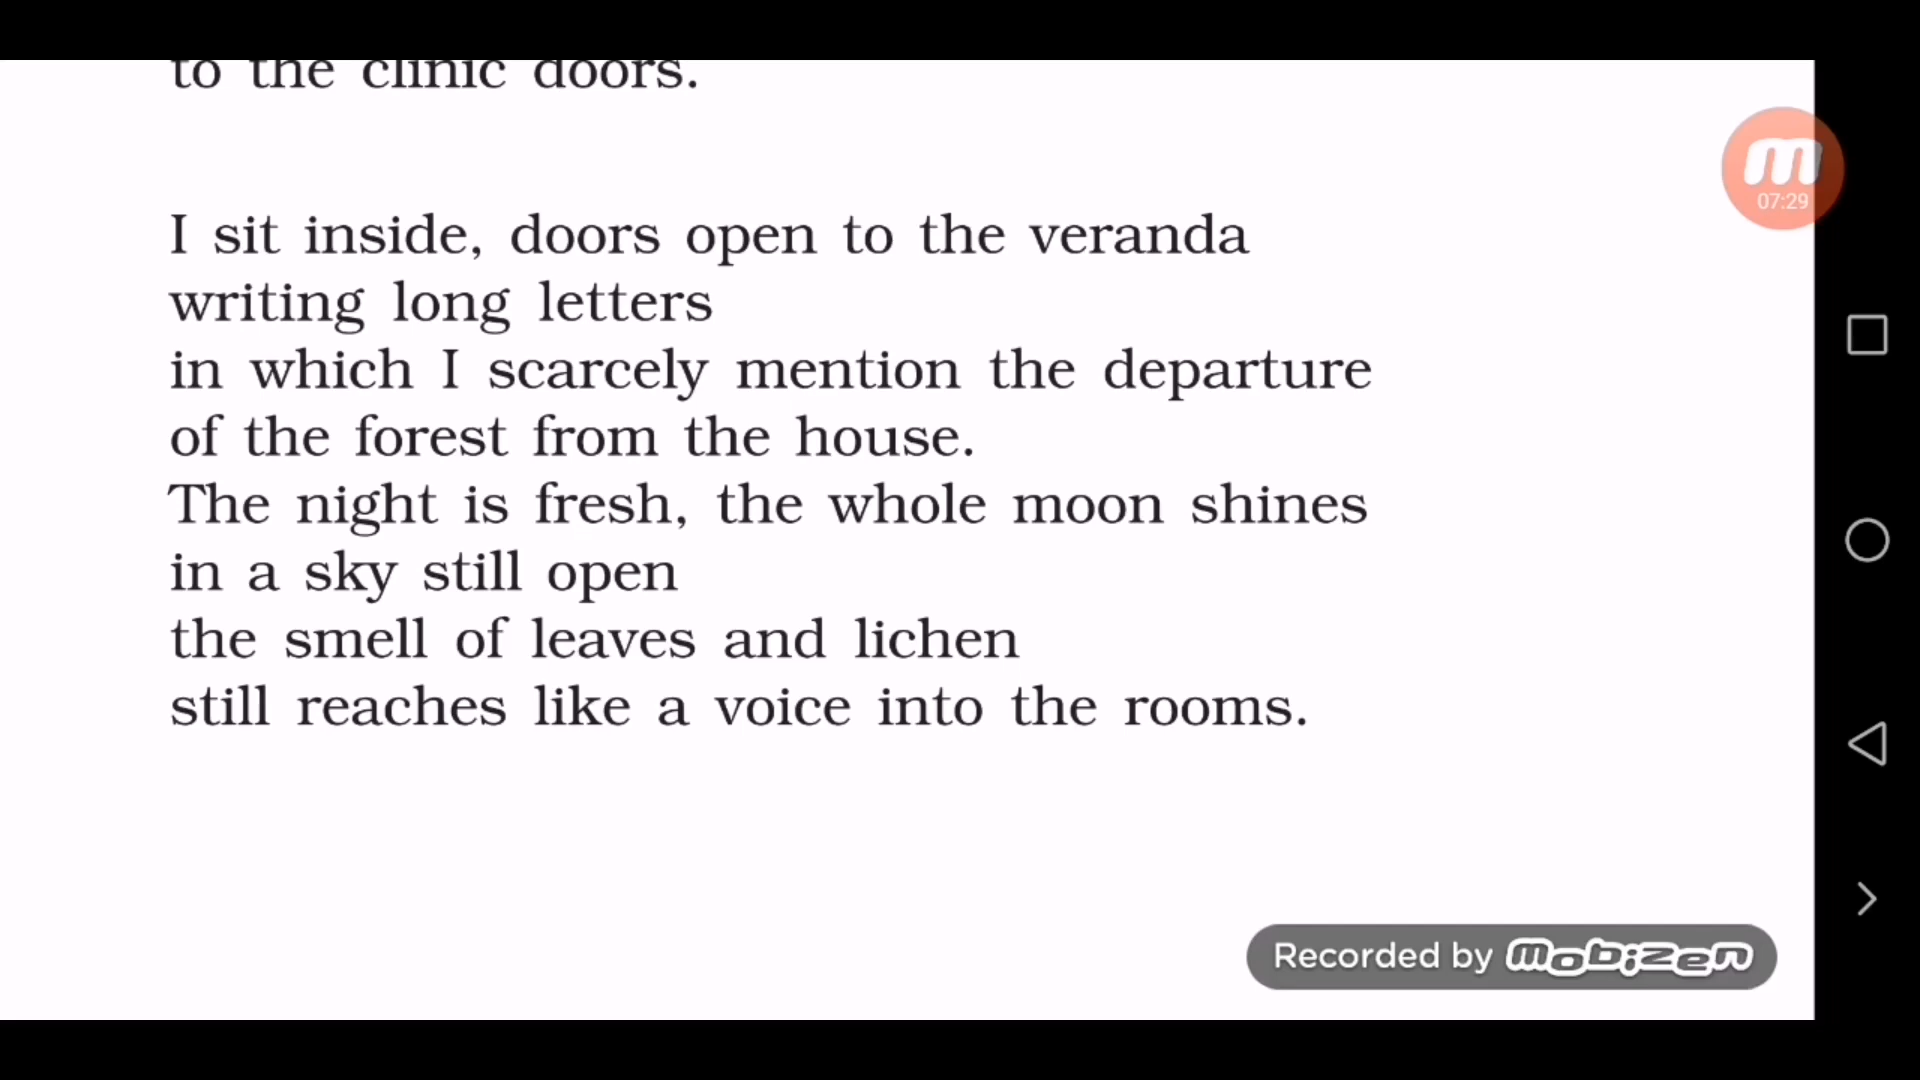 to the clinic doors.
I sit inside, doors open to the veranda
writing long letters
in which I scarcely mention the departure
of the forest from the house.
The night is fresh, the whole moon shines
in a sky still open
the smell of leaves and lichen
still reaches like a voice into the rooms.
m
07:29
Recorded by mobizen